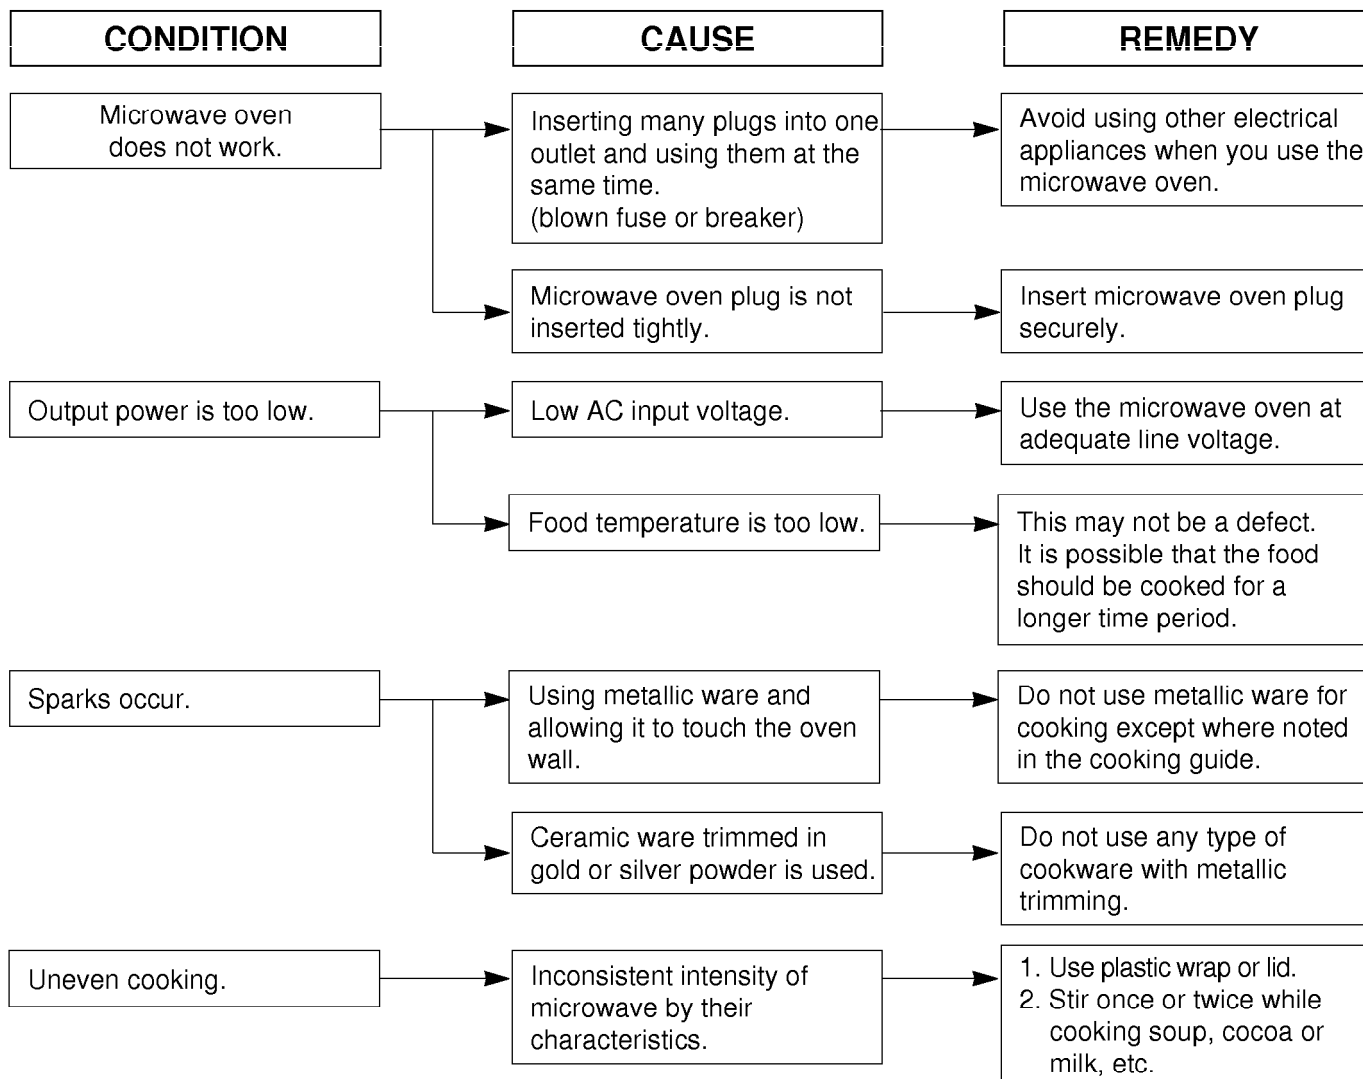 CONDITION
CAUSE
REMEDY
Microwave oven
does not work.
Inserting many plugs into one
outlet and using them at the
same time.
(blown fuse or breaker)
Avoid using other electrical
appliances when you use the
microwave oven.
Microwave oven plug is not
inserted tightly.
Insert microwave oven plug
securely.
Output power is too low.
Low AC input voltage.
Use the microwave oven at
adequate line voltage.
Food temperature is too low.
This may not be a defect.
It is possible that the food
should be cooked for a
longer time period.
Sparks occur.
Using metallic ware and
allowing it to touch the oven
wall.
Do not use metallic ware for
cooking except where noted
in the cooking guide.
Ceramic ware trimmed in
gold or silver powder is used.
Do not use any type of
cookware with metallic
trimming.
Uneven cooking.
Inconsistent intensity of
microwave by their
characteristics.
1. Use plastic wrap or lid.
2. Stir once or twice while
cooking soup, cocoa or
milk, etc.